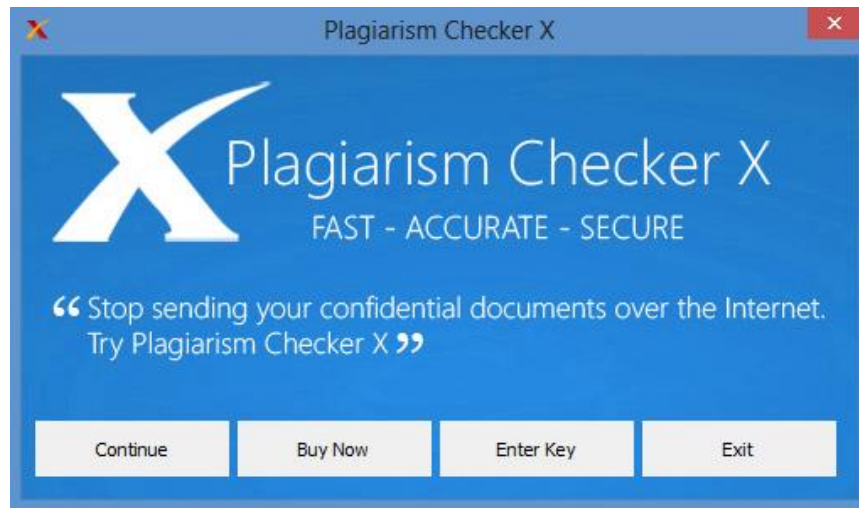 Plagiarism Checker X
Plagiarism Checker X
FAST - ACCURATE - SECURE
“ Stop sending your confidential documents over the Internet.
Try Plagiarism Checker X ”
Continue Buy Now Enter Key Exit